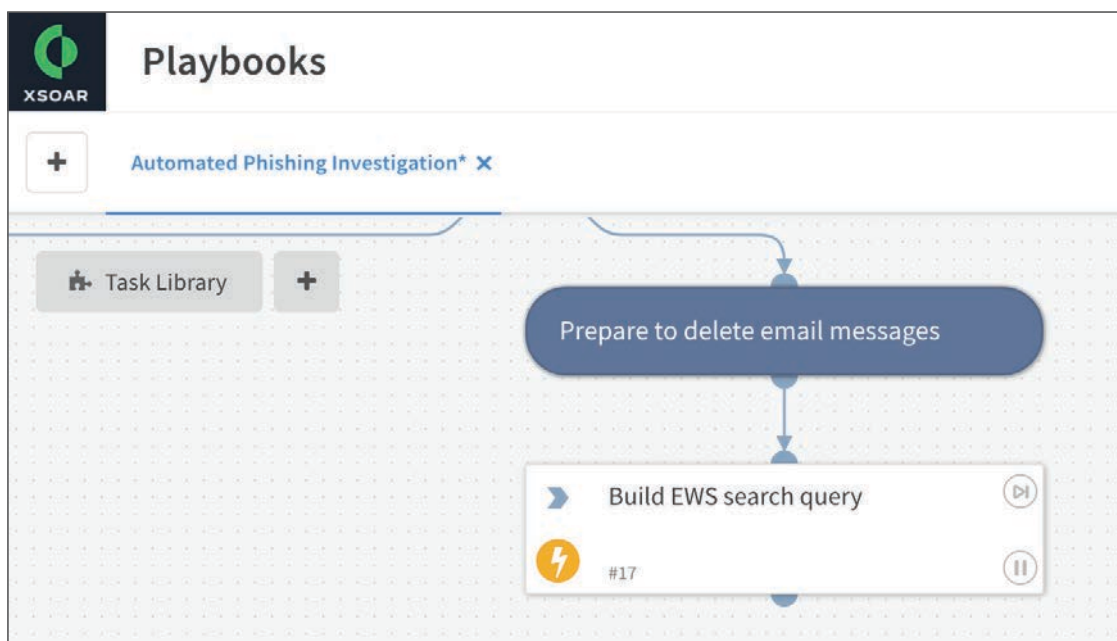 XSOAR
Playbooks
Automated Phishing Investigation*
Task Library
Prepare to delete email messages
Build EWS search query
#17